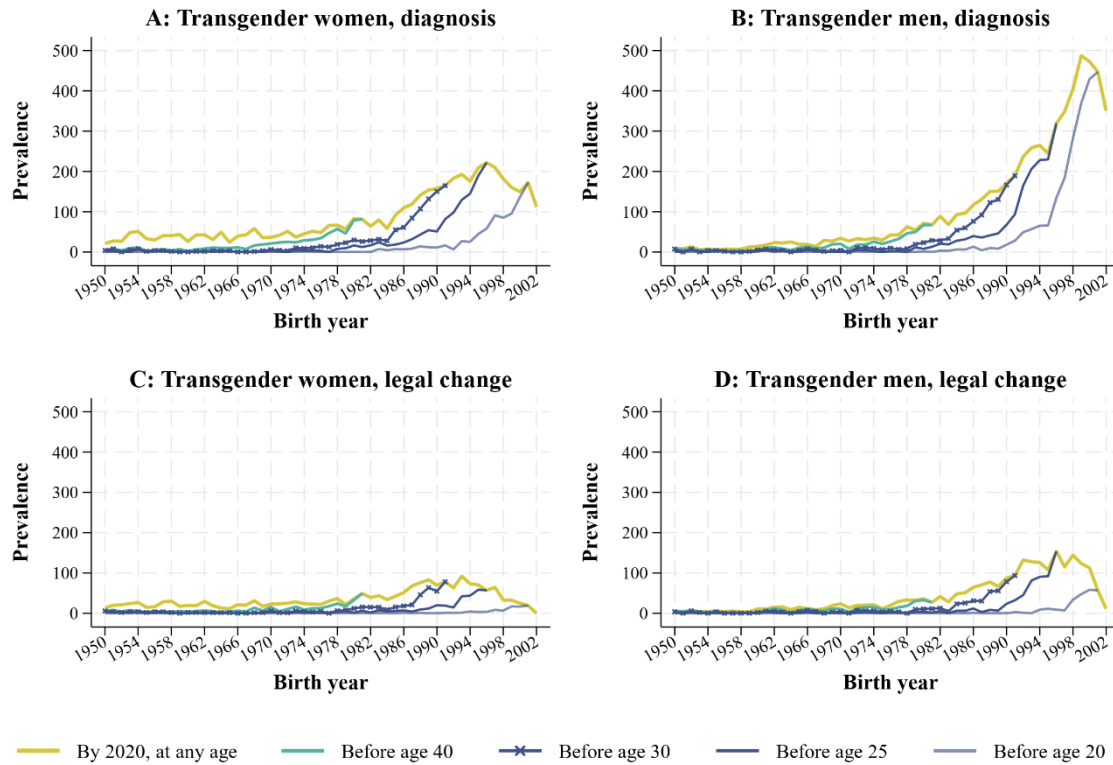 A: Transgender women, diagnosis
B: Transgender men, diagnosis
500
400
300
200
100
0
Prevalence
1950 1954 1958 1962 1966 1970 1974 1978 1982 1986 1990 1994 1998 2002
Birth year
500
400
300
200
100
0
Prevalence
1950 1954 1958 1962 1966 1970 1974 1978 1982 1986 1990 1994 1998 2002
Birth year
C: Transgender women, legal change
D: Transgender men, legal change
500
400
300
200
100
0
Prevalence
1950 1954 1958 1962 1966 1970 1974 1978 1982 1986 1990 1994 1998 2002
Birth year
500
400
300
200
100
0
Prevalence
1950 1954 1958 1962 1966 1970 1974 1978 1982 1986 1990 1994 1998 2002
Birth year
By 2020, at any age
Before age 40
Before age 30
Before age 25
Before age 20